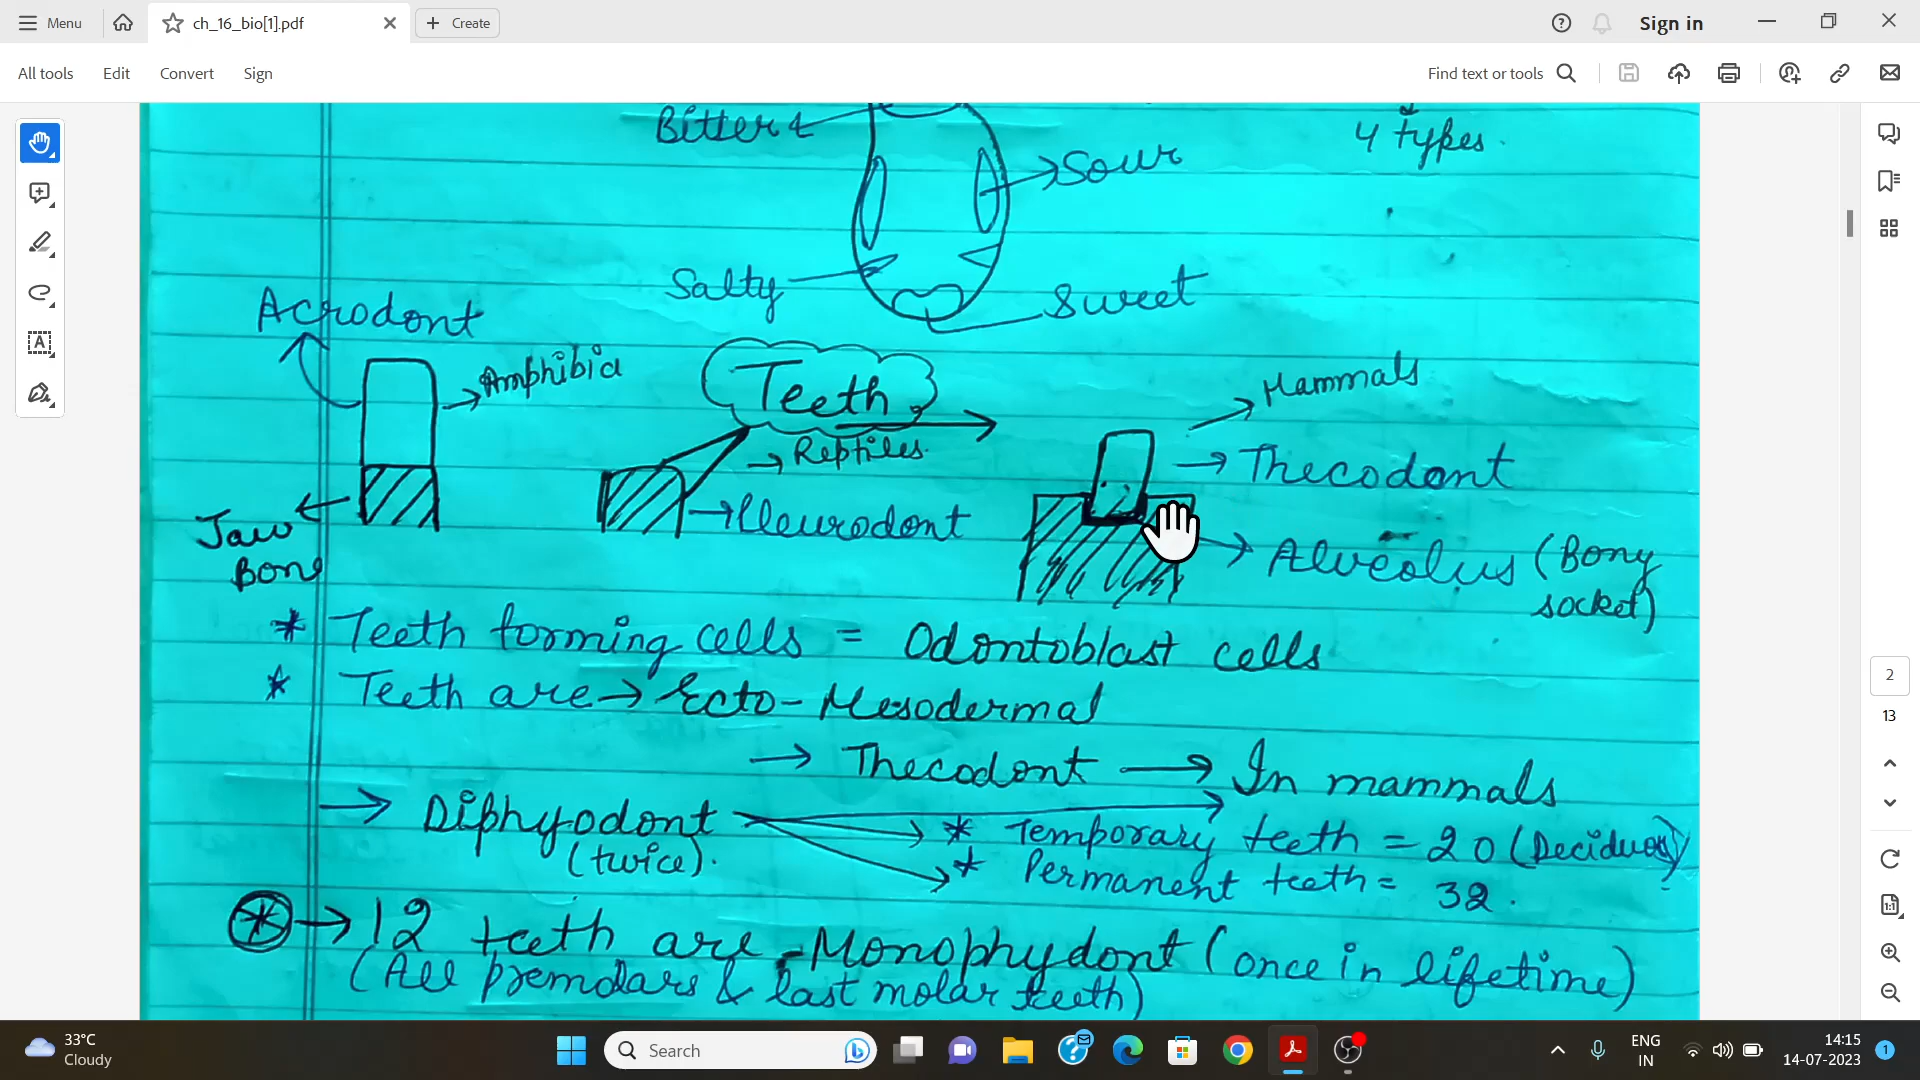 Menu
ch_16_bio[1].pdf
Create
Sign in
All tools
Edit
Convert
Sign
Find text or tools
Bitter
4 types.
Sour
Salty
Sweet
Acrodont
Amphibia
Teeth
Mammals
Reptiles
Thecodont
Pleurodont
Jaw
Bone
Alveolus (Bony
socket)
* Teeth forming cells = Odontoblast cells
* Teeth are → Ecto-Mesodermal
→ Thecodont → In mammals
→ Diphyodont
(twice).
* Temporary teeth = 20 (Deciduous)
* Permanent teeth = 32.
* → 12 teeth are - Monophydont (once in lifetime)
(All premolars & last molar teeth)
2
13
33°C
Cloudy
Search
ENG
IN
14:15
14-07-2023
1